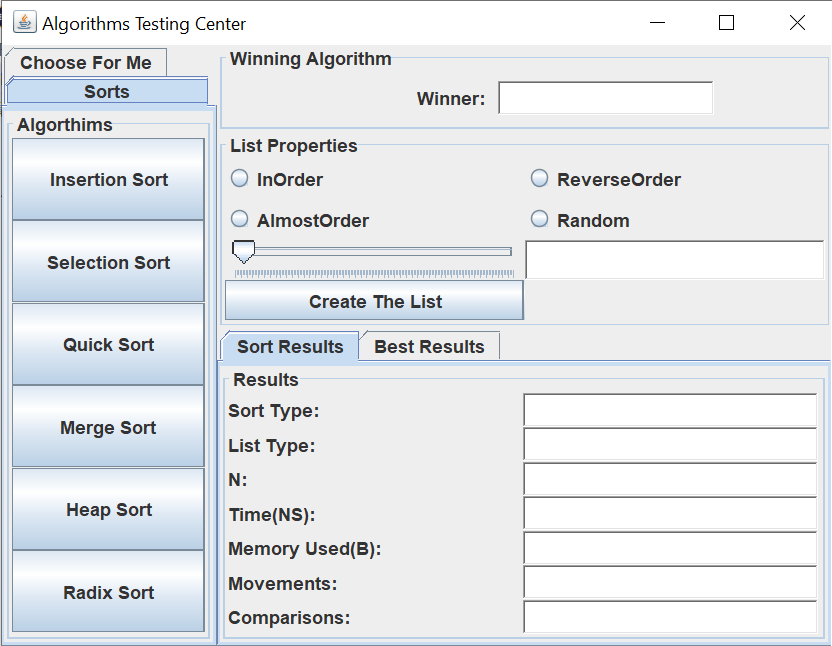 Algorithms Testing Center
Choose For Me
Sorts
Algorthims
Insertion Sort
Selection Sort
Quick Sort
Merge Sort
Heap Sort
Radix Sort
Winning Algorithm
Winner:
List Properties
InOrder
ReverseOrder
AlmostOrder
Random
Create The List
Sort Results
Best Results
Results
Sort Type:
List Type:
N:
Time(NS):
Memory Used(B):
Movements:
Comparisons: